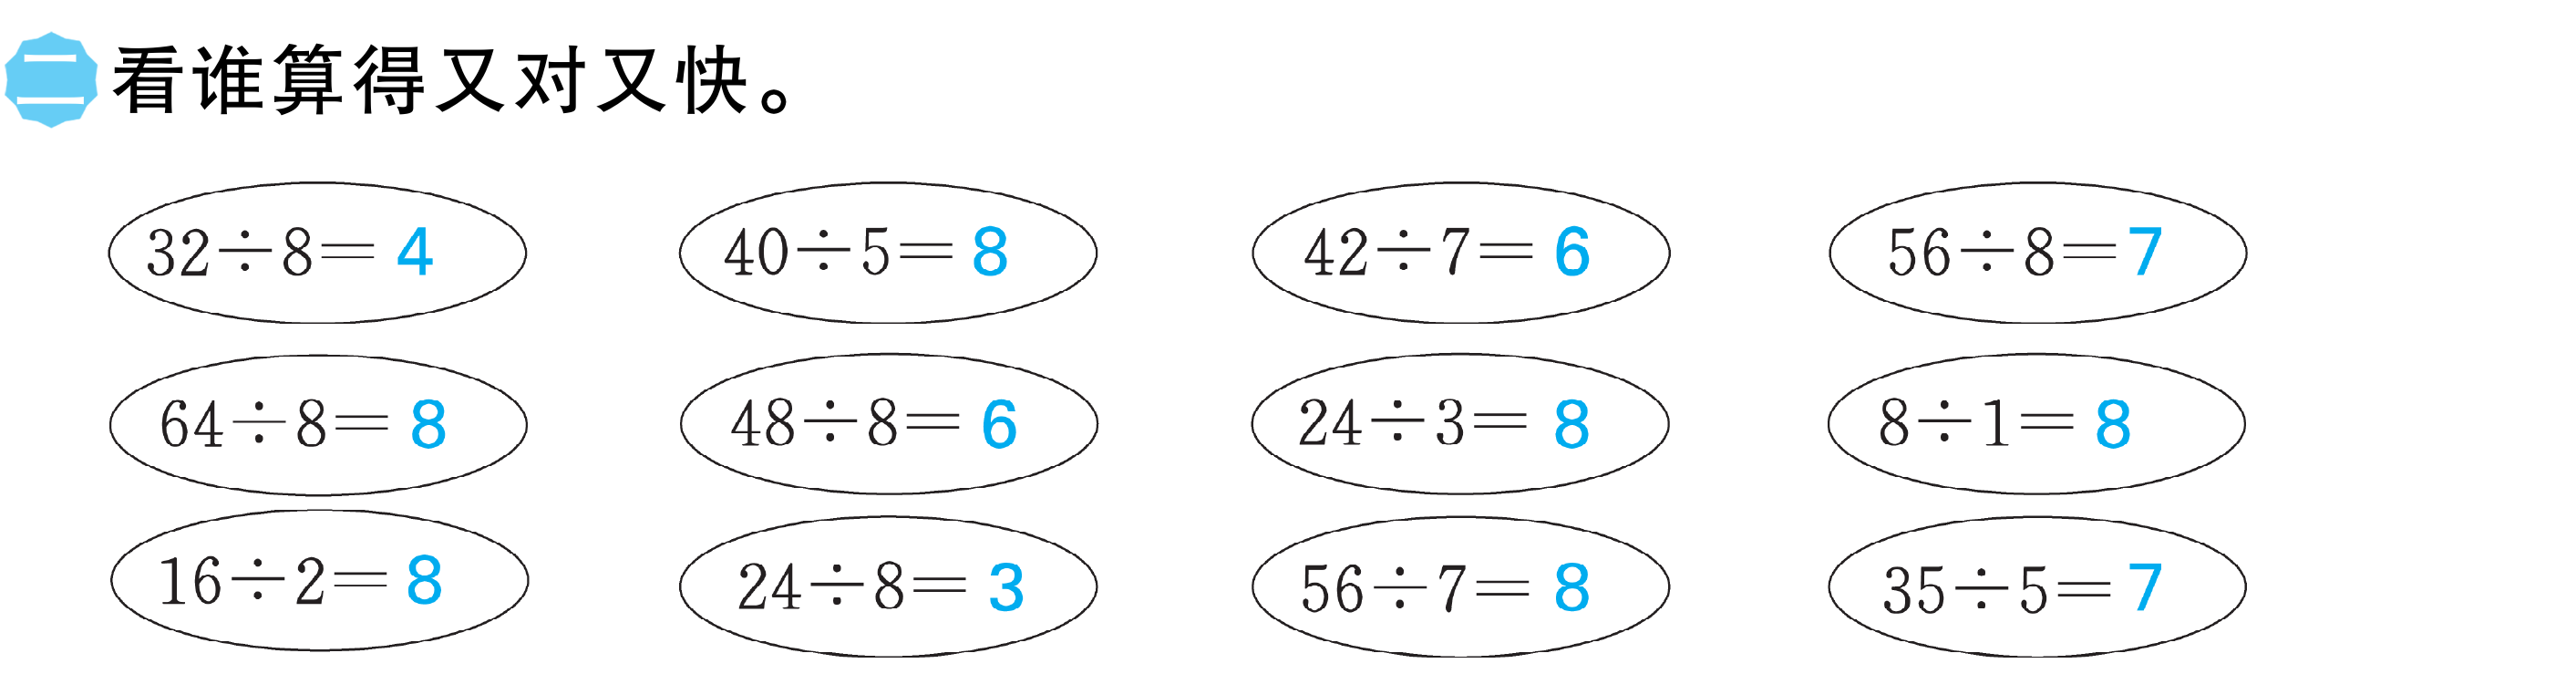 二 看谁算得又对又快。
32÷8= 4 40÷5= 8 42÷7= 6 56÷8= 7
64÷8= 8 48÷8= 6 24÷3= 8 8÷1= 8
16÷2= 8 24÷8= 3 56÷7= 8 35÷5= 7